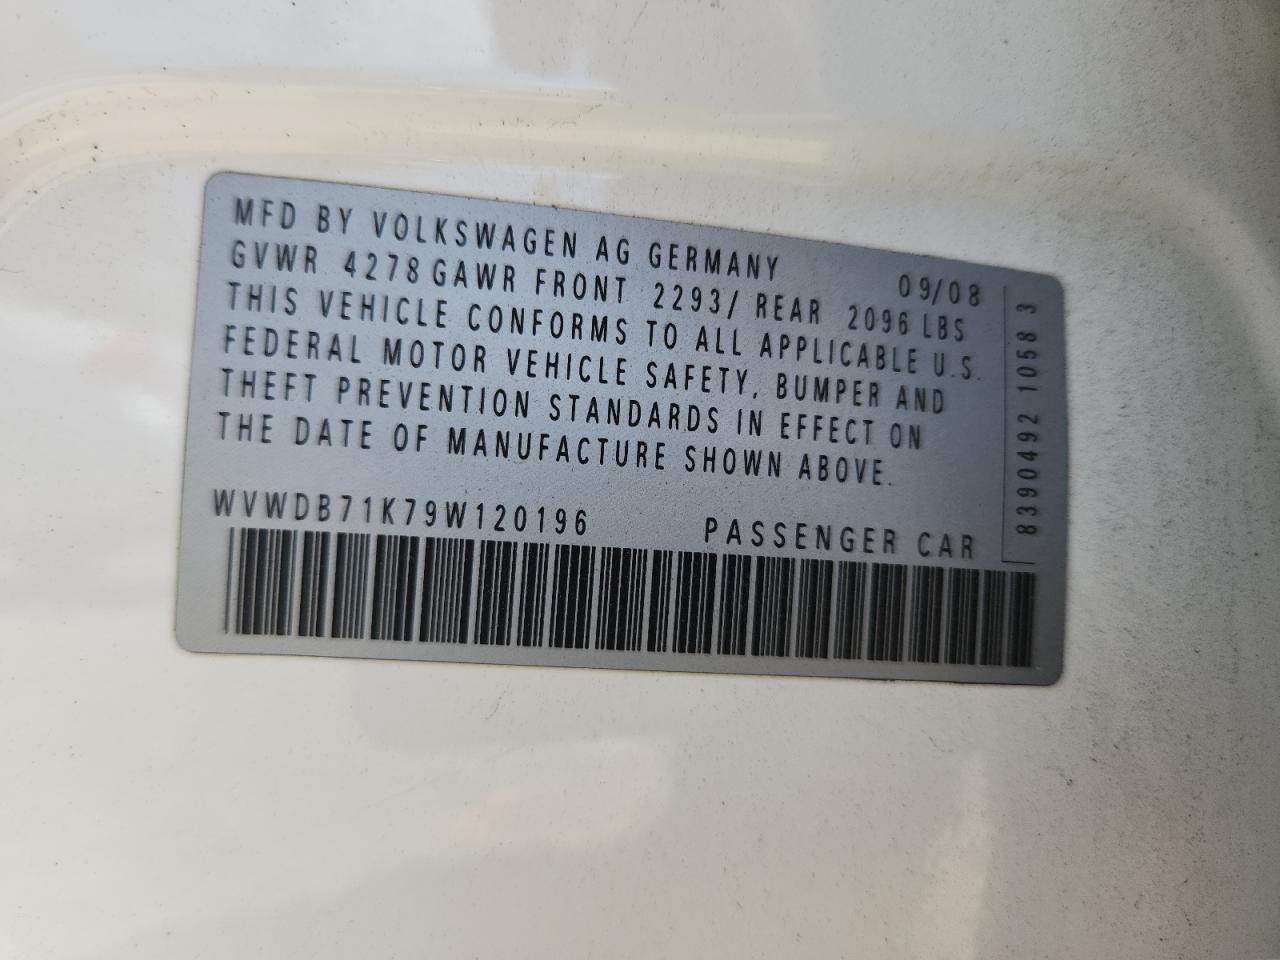 MFD BY VOLKSWAGEN AG GERMANY 09/08
GVWR 4278 GAWR FRONT 2293/ REAR 2096 LBS
THIS VEHICLE CONFORMS TO ALL APPLICABLE U.S.
FEDERAL MOTOR VEHICLE SAFETY, BUMPER AND
THEFT PREVENTION STANDARDS IN EFFECT ON
THE DATE OF MANUFACTURE SHOWN ABOVE.
WVWDB71K79W120196 PASSENGER CAR
8390492 1058 3